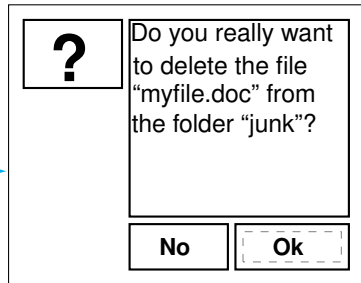 ?
Do you really want
to delete the file
“myfile.doc” from
the folder “junk”?
No
Ok